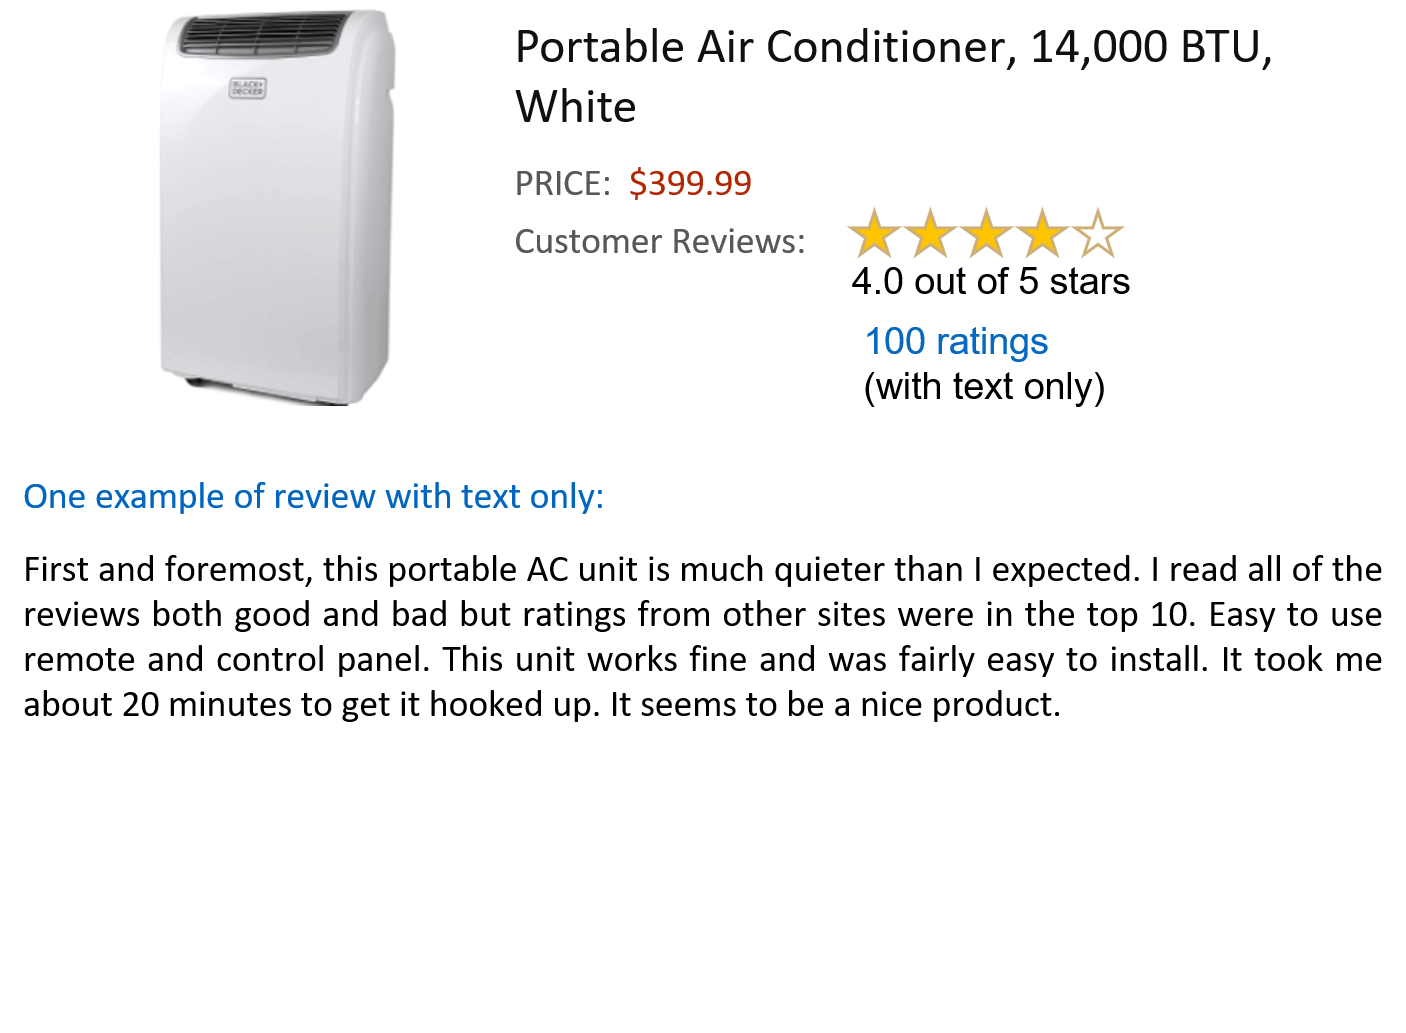 BLACK+
DECKER
Portable Air Conditioner, 14,000 BTU,
White
PRICE: $399.99
Customer Reviews:
4.0 out of 5 stars
100 ratings
(with text only)
One example of review with text only:
First and foremost, this portable AC unit is much quieter than I expected. I read all of the
reviews both good and bad but ratings from other sites were in the top 10. Easy to use
remote and control panel. This unit works fine and was fairly easy to install. It took me
about 20 minutes to get it hooked up. It seems to be a nice product.